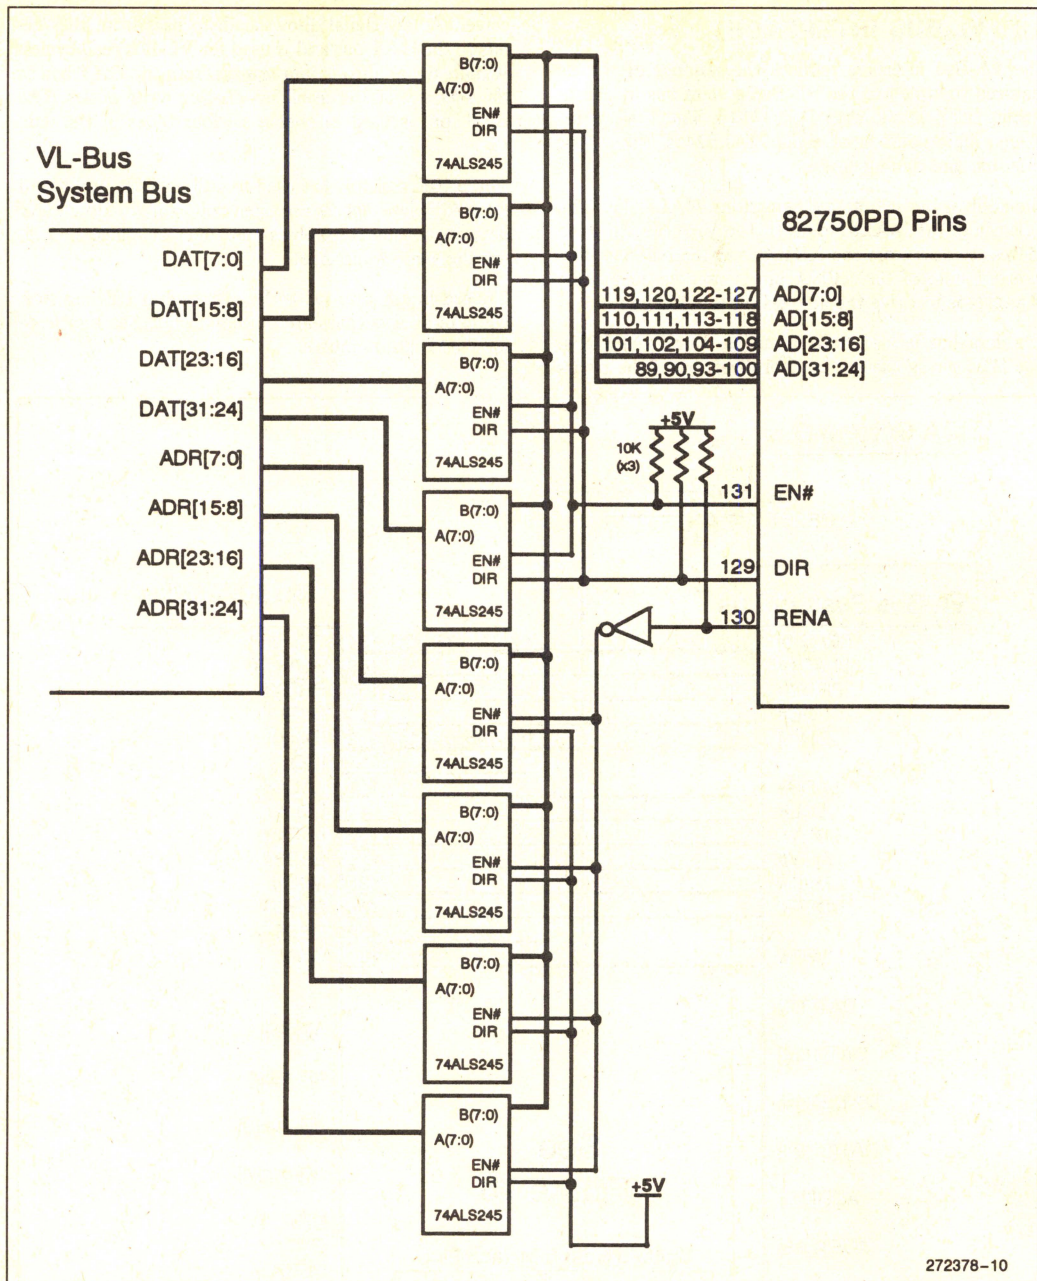 VL-Bus
System Bus
DAT[7:0]
DAT[15:8]
DAT[23:16]
DAT[31:24]
ADR[7:0]
ADR[15:8]
ADR[23:16]
ADR[31:24]
B(7:0)
A(7:0)
EN#
DIR
74ALS245
B(7:0)
A(7:0)
EN#
DIR
74ALS245
B(7:0)
A(7:0)
EN#
DIR
74ALS245
B(7:0)
A(7:0)
EN#
DIR
74ALS245
B(7:0)
A(7:0)
EN#
DIR
74ALS245
B(7:0)
A(7:0)
EN#
DIR
74ALS245
B(7:0)
A(7:0)
EN#
DIR
74ALS245
B(7:0)
A(7:0)
EN#
DIR
74ALS245
82750PD Pins
119,120,122-127 AD[7:0]
110,111,113-118 AD[15:8]
101,102,104-109 AD[23:16]
89,90,93-100 AD[31:24]
+5V
10K
(x3)
131 EN#
129 DIR
130 RENA
+5V
272378-10